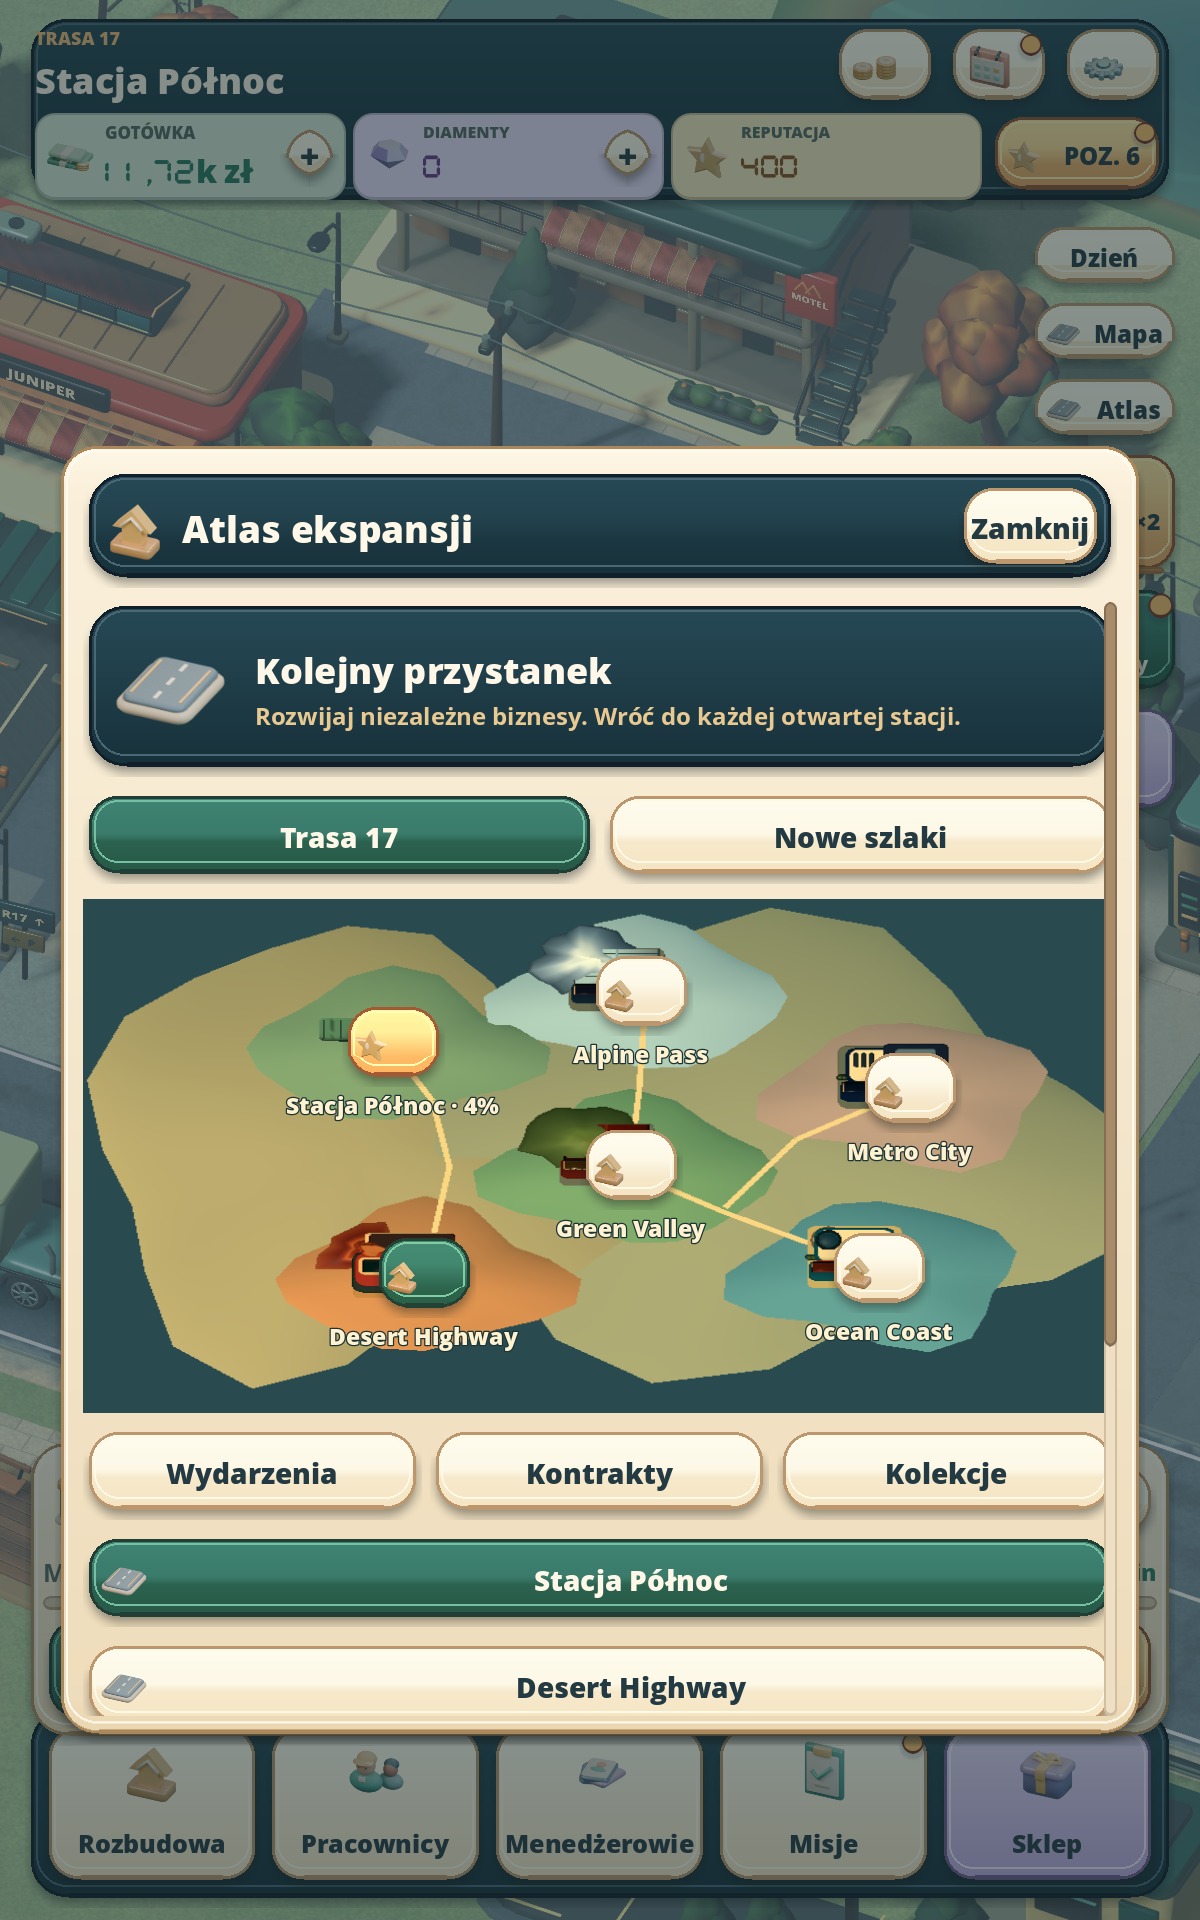 TRASA 17
Stacja Północ
GOTÓWKA
11,72k zł
+
DIAMENTY
0
+
REPUTACJA
400
POZ. 6
Dzień
Mapa
Atlas
MOTEL
JUNIPER
Atlas ekspansji
Zamknij
×2
Kolejny przystanek
Rozwijaj niezależne biznesy. Wróć do każdej otwartej stacji.
y
Trasa 17
Nowe szlaki
R17 ↑
Alpine Pass
Stacja Północ · 4%
Metro City
Green Valley
Desert Highway
Ocean Coast
Wydarzenia
Kontrakty
Kolekcje
M
Stacja Północ
in
Desert Highway
Rozbudowa
Pracownicy
Menedżerowie
Misje
Sklep